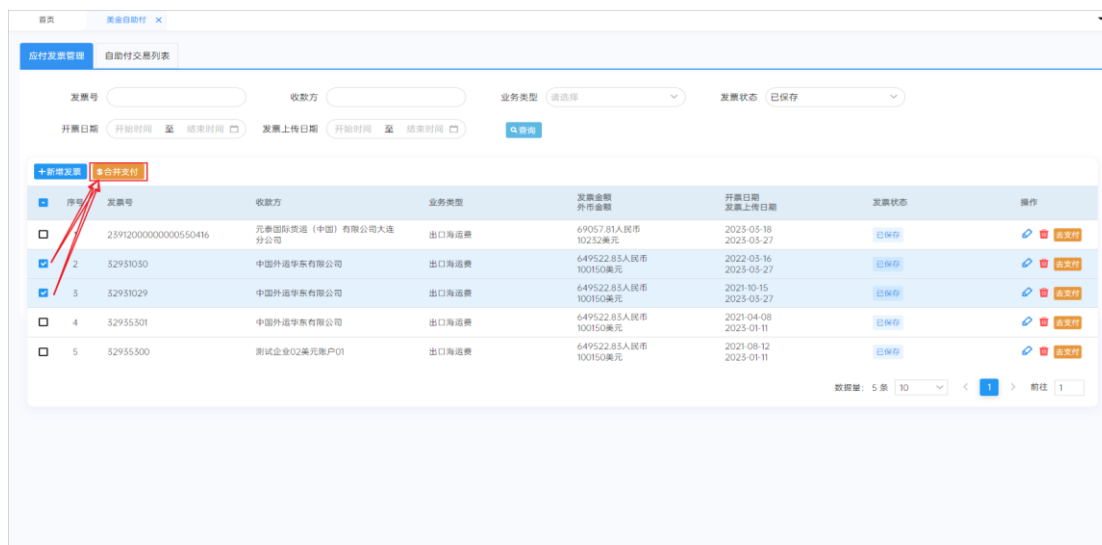 首页 美金自助付 ×
应付发票管理 自助付交易列表
发票号 收款方 业务类型 请选择 发票状态 已保存
开票日期 开始时间 至 结束时间 发票上传日期 开始时间 至 结束时间 查询
+新增发票 $合并支付
序号 发票号 收款方 业务类型 发票金额 开票日期 发票状态 操作
外币金额 发票上传日期
1 23912000000000550416 元泰国际货运（中国）有限公司大连 出口海运费 69057.81人民币 2023-03-18 已保存 去支付
分公司 10232美元 2023-03-27
2 32931030 中国外运华东有限公司 出口海运费 649522.83人民币 2022-03-16 已保存 去支付
100150美元 2023-03-27
3 32931029 中国外运华东有限公司 出口海运费 649522.83人民币 2021-10-15 已保存 去支付
100150美元 2023-03-27
4 32935301 中国外运华东有限公司 出口海运费 649522.83人民币 2021-04-08 已保存 去支付
100150美元 2023-01-11
5 32935300 测试企业02美元账户01 出口海运费 649522.83人民币 2021-08-12 已保存 去支付
100150美元 2023-01-11
数据量： 5 条 10 < 1 > 前往 1